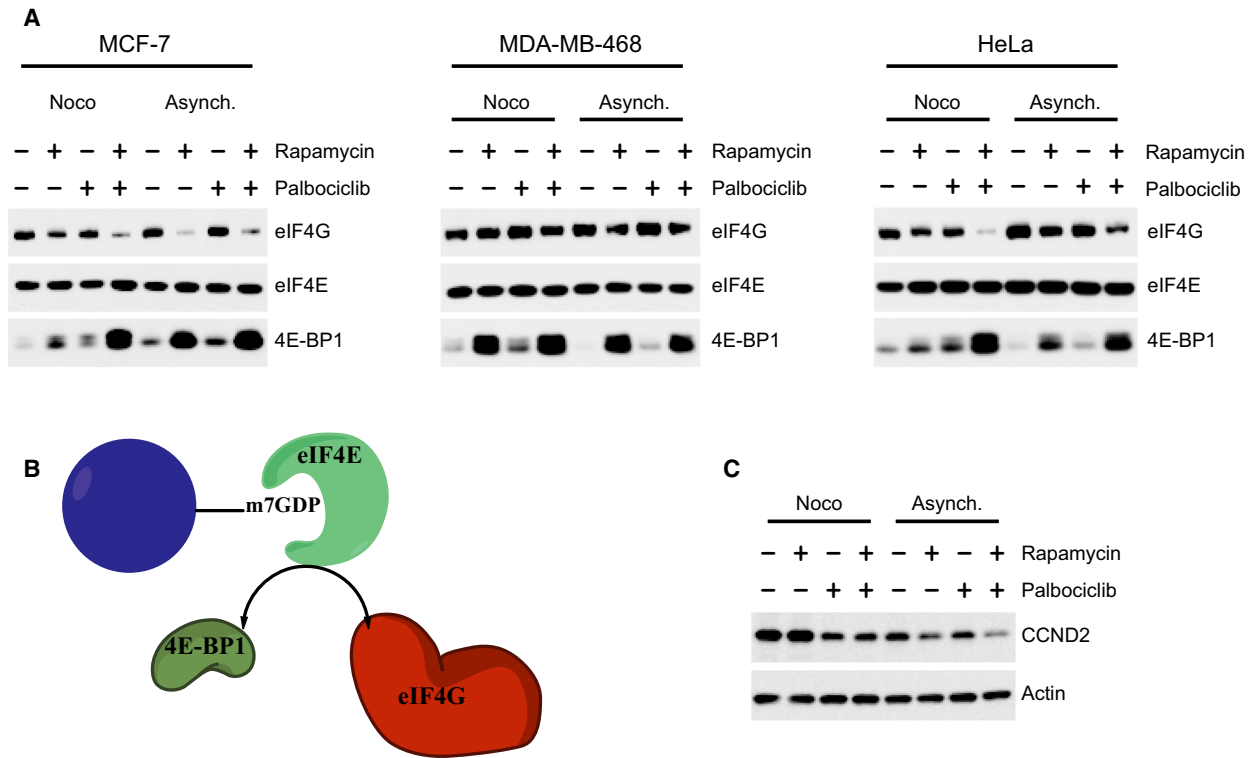 A
MCF-7
MDA-MB-468
HeLa
Noco Asynch.
Noco Asynch.
Noco Asynch.
− + − + − + − + Rapamycin
− − + + − − + + Palbociclib
eIF4G
eIF4E
4E-BP1
− + − + − + − + Rapamycin
− − + + − − + + Palbociclib
eIF4G
eIF4E
4E-BP1
− + − + − + − + Rapamycin
− − + + − − + + Palbociclib
eIF4G
eIF4E
4E-BP1
B
eIF4E
m7GDP
4E-BP1
eIF4G
C
Noco Asynch.
− + − + − + − + Rapamycin
− − + + − − + + Palbociclib
CCND2
Actin